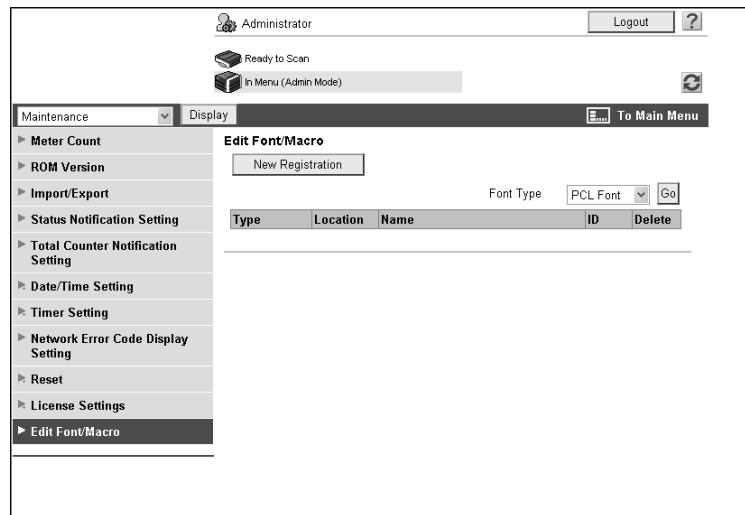 Administrator
Logout
?
Ready to Scan
In Menu (Admin Mode)
Maintenance
Display
To Main Menu
Meter Count
ROM Version
Import/Export
Status Notification Setting
Total Counter Notification
Setting
Date/Time Setting
Timer Setting
Network Error Code Display
Setting
Reset
License Settings
Edit Font/Macro
Edit Font/Macro
New Registration
Font Type PCL Font Go
Type Location Name ID Delete